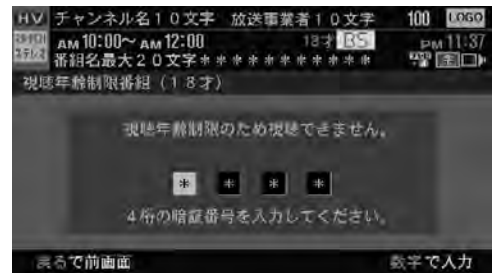 HV チャンネル名10文字 放送事業者10文字 100 LOGO
AM 10:00～AM 12:00 18才 BS PM 11:37
ステレオ 番組名最大20文字＊＊＊＊＊＊＊＊＊＊
視聴年齢制限番組（18才）
視聴年齢制限のため視聴できません。
＊ ＊ ＊ ＊
4桁の暗証番号を入力してください。
戻るで前画面 数字で入力